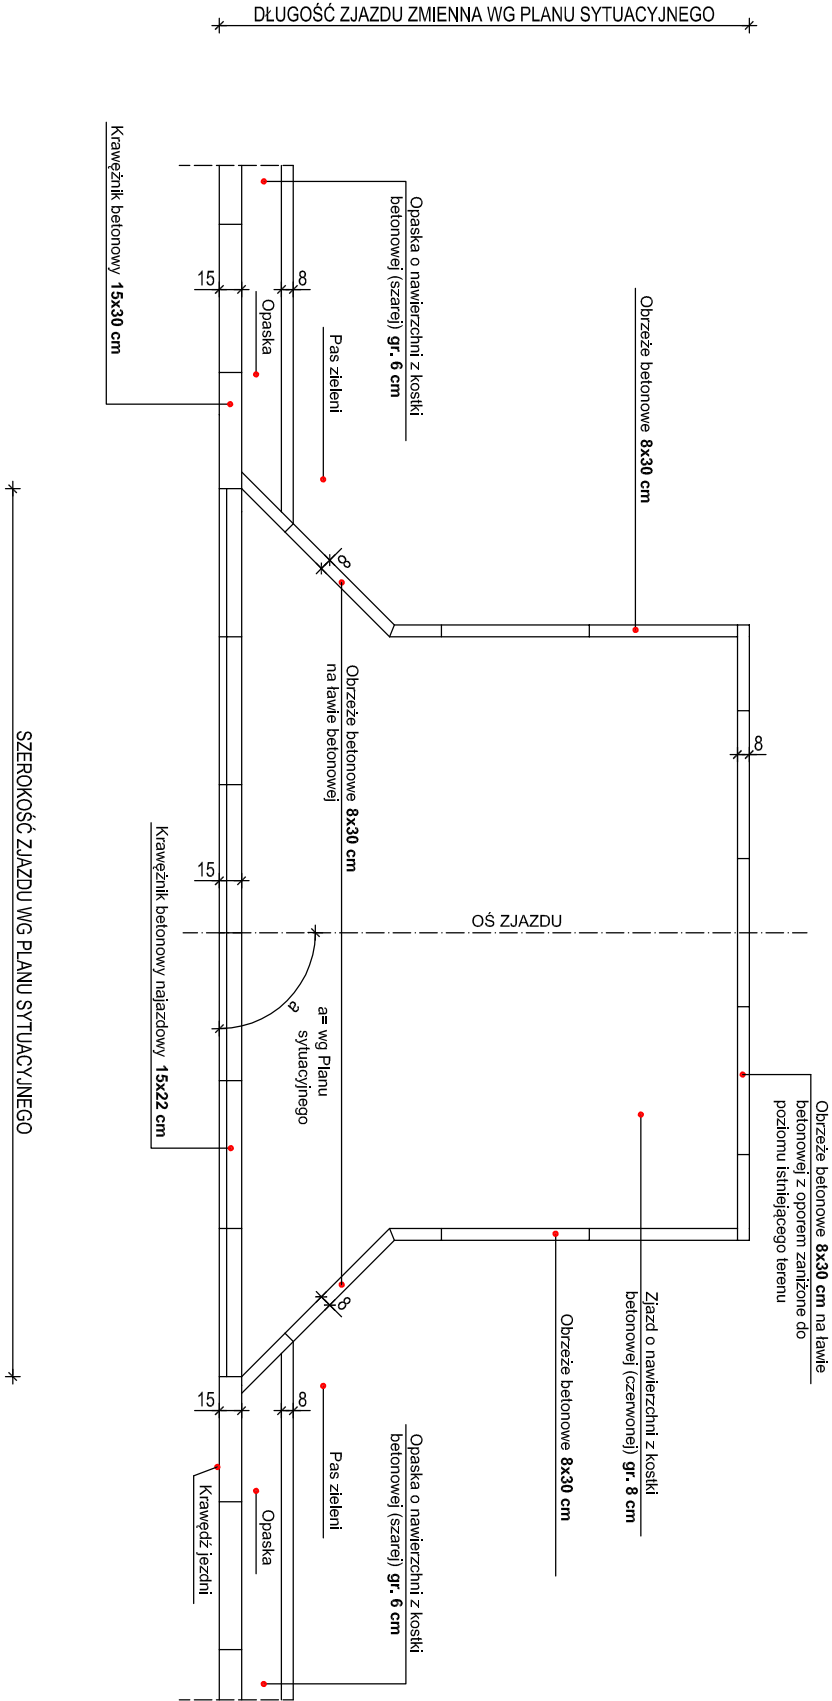 DŁUGOŚĆ ZJAZDU ZMIENNA WG PLANU SYTUACYJNEGO
Krawężnik betonowy 15x30 cm
Opaska o nawierzchni z kostki
betonowej (szarej) gr. 6 cm
Obrzeże betonowe 8x30 cm
15
8
Opaska
Pas zieleni
8
Obrzeże betonowe 8x30 cm
na ławie betonowej
8
SZEROKOŚĆ ZJAZDU WG PLANU SYTUACYJNEGO
Krawężnik betonowy najazdowy 15x22 cm
15
OŚ ZJAZDU
a
a= wg Planu
sytuacyjnego
Obrzeże betonowe 8x30 cm na ławie
betonowej z oporem zaniżone do
poziomu istniejącego terenu
Zjazd o nawierzchni z kostki
betonowej (czerwonej) gr. 8 cm
Obrzeże betonowe 8x30 cm
8
15
8
Pas zieleni
Opaska o nawierzchni z kostki
betonowej (szarej) gr. 6 cm
Opaska
Krawędź jezdni